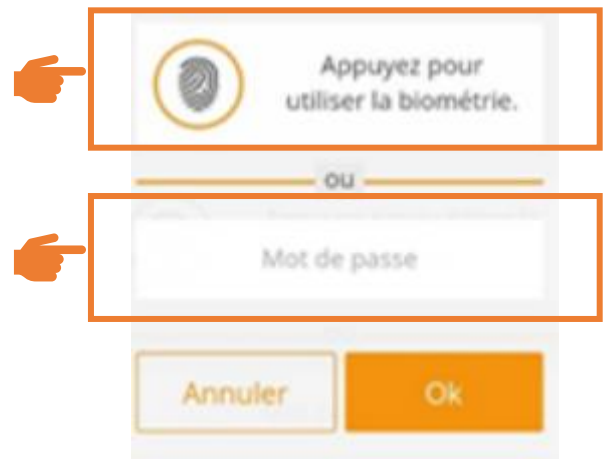 Appuyez pour
utiliser la biométrie.
ou
Mot de passe
Annuler
Ok